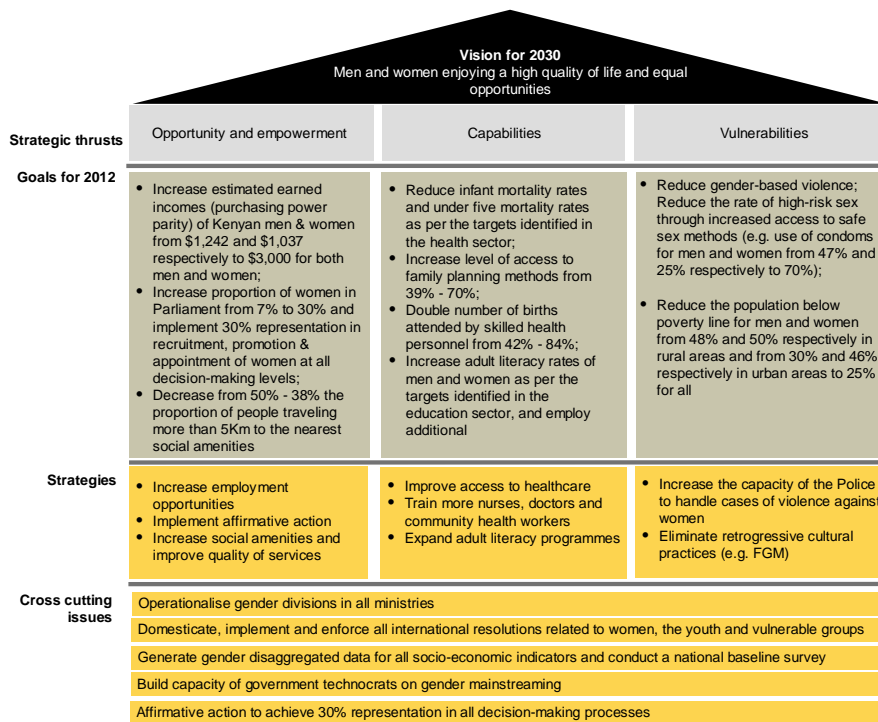 Vision for 2030
Men and women enjoying a high quality of life and equal
opportunities
Strategic thrusts
Opportunity and empowerment
Capabilities
Vulnerabilities
Goals for 2012
• Increase estimated earned
incomes (purchasing power
parity) of Kenyan men & women
from $1,242 and $1,037
respectively to $3,000 for both
men and women;
• Increase proportion of women in
Parliament from 7% to 30% and
implement 30% representation in
recruitment, promotion &
appointment of women at all
decision-making levels;
• Decrease from 50% - 38% the
proportion of people traveling
more than 5Km to the nearest
social amenities
• Reduce infant mortality rates
and under five mortality rates
as per the targets identified in
the health sector;
• Increase level of access to
family planning methods from
39% - 70%;
• Double number of births
attended by skilled health
personnel from 42% - 84%;
• Increase adult literacy rates of
men and women as per the
targets identified in the
education sector, and employ
additional
• Reduce gender-based violence;
Reduce the rate of high-risk sex
through increased access to safe
sex methods (e.g. use of condoms
for men and women from 47% and
25% respectively to 70%);
• Reduce the population below
poverty line for men and women
from 48% and 50% respectively in
rural areas and from 30% and 46%
respectively in urban areas to 25%
for all
Strategies
• Increase employment
opportunities
• Implement affirmative action
• Increase social amenities and
improve quality of services
• Improve access to healthcare
• Train more nurses, doctors and
community health workers
• Expand adult literacy programmes
• Increase the capacity of the Police
to handle cases of violence against
women
• Eliminate retrogressive cultural
practices (e.g. FGM)
Cross cutting
issues
Operationalise gender divisions in all ministries
Domesticate, implement and enforce all international resolutions related to women, the youth and vulnerable groups
Generate gender disaggregated data for all socio-economic indicators and conduct a national baseline survey
Build capacity of government technocrats on gender mainstreaming
Affirmative action to achieve 30% representation in all decision-making processes